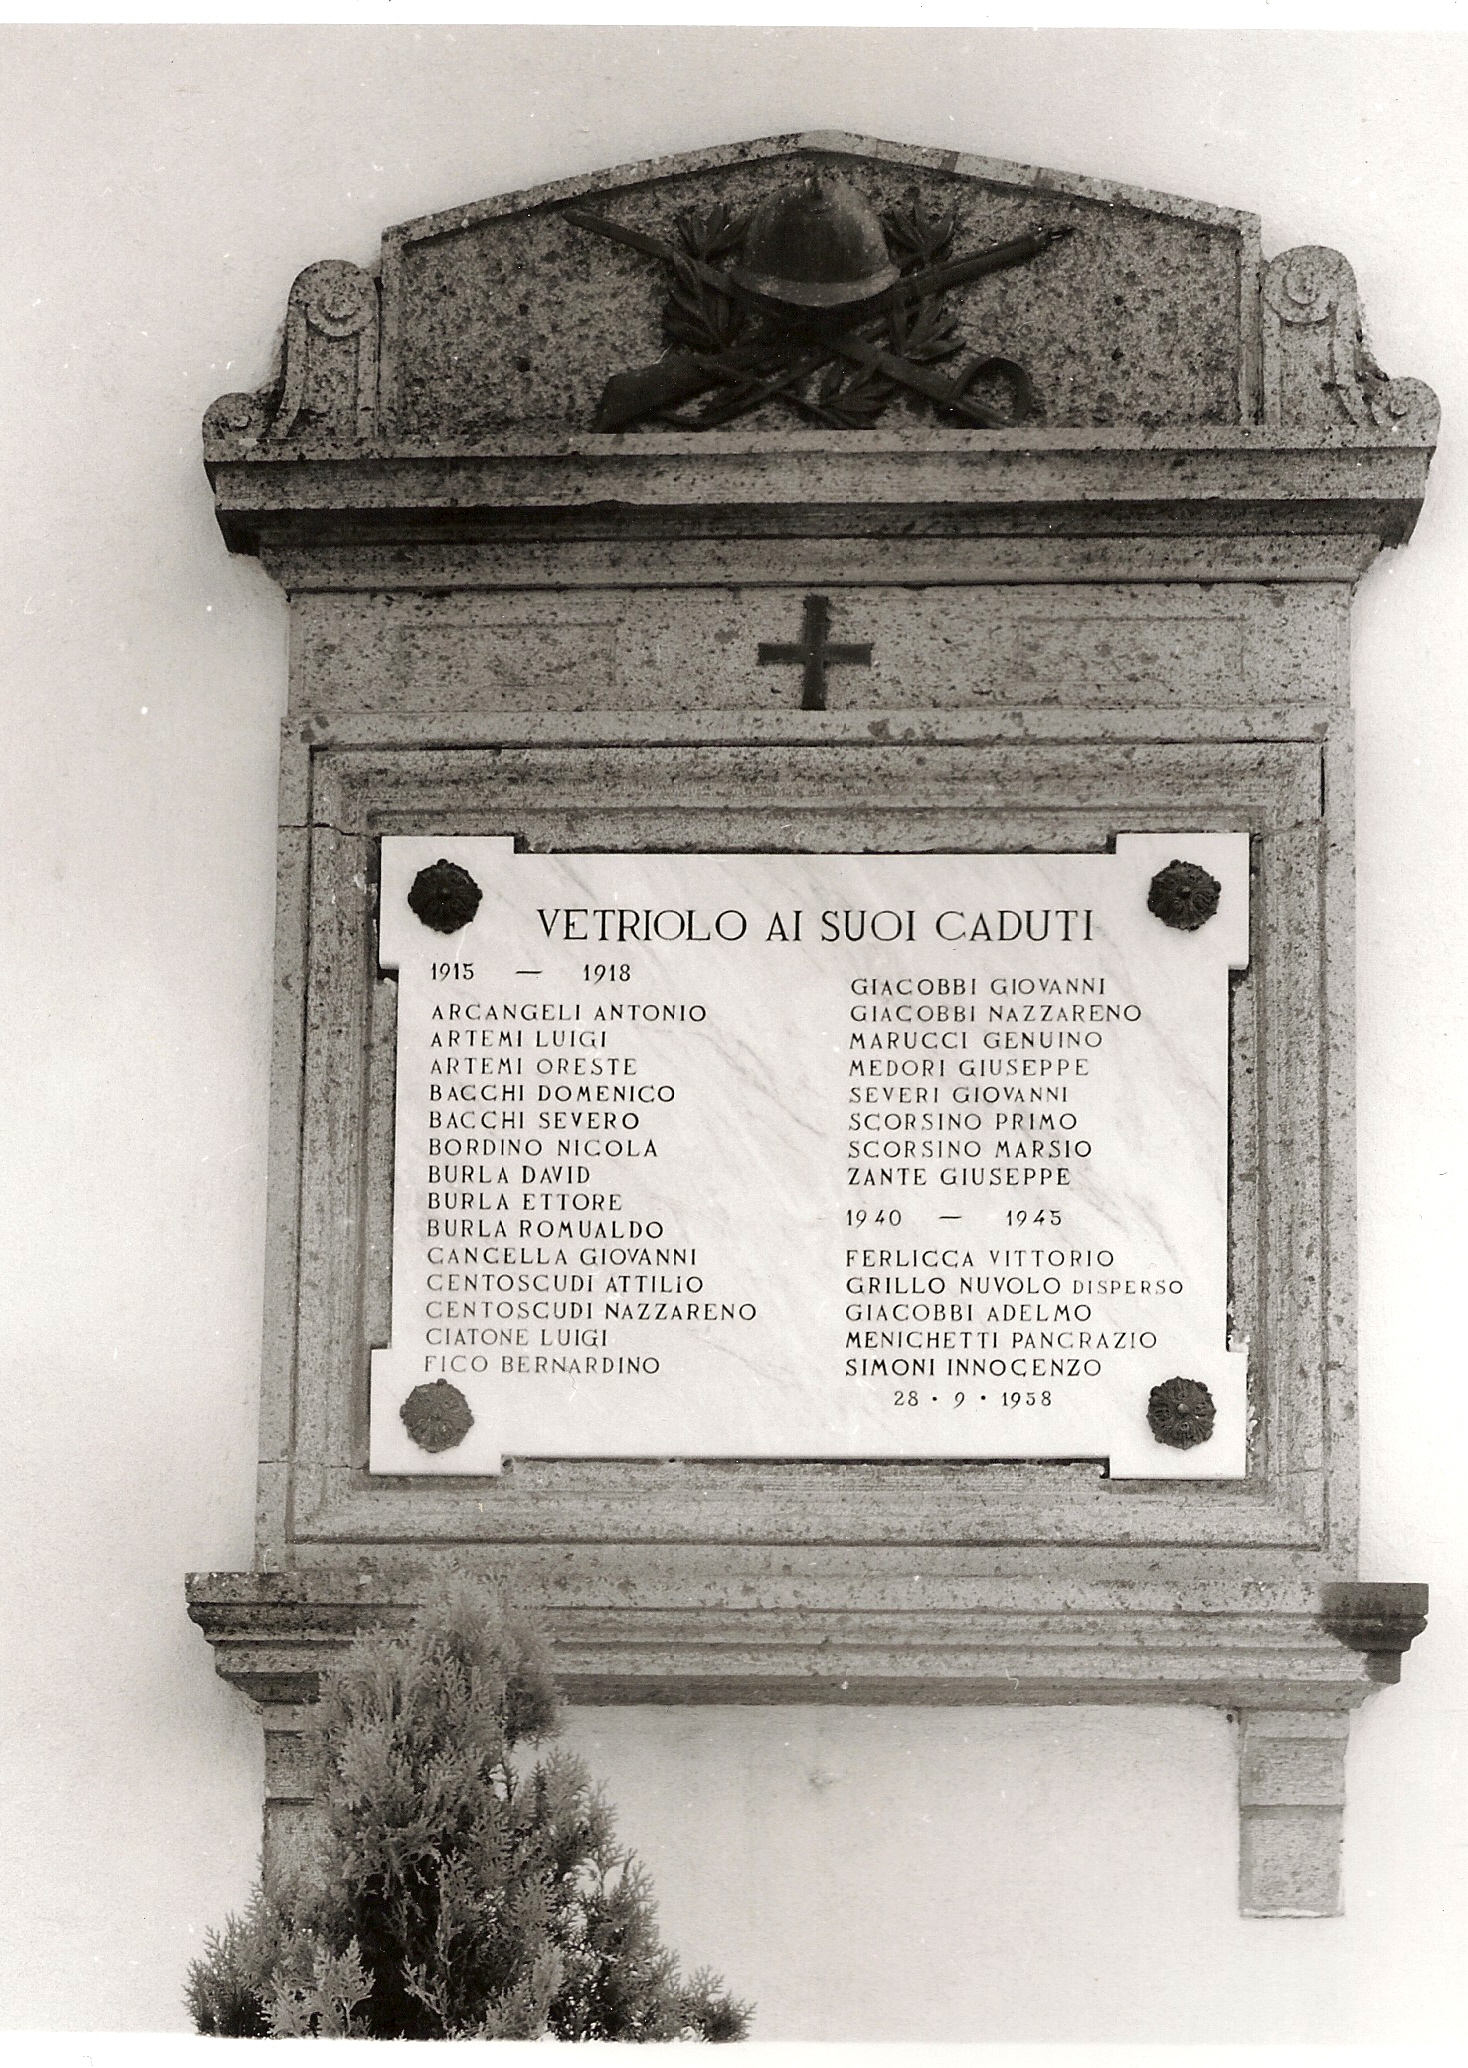 VETRIOLO AI SUOI CADUTI
1915 — 1918
ARCANGELI ANTONIO
ARTEMI LUIGI
ARTEMI ORESTE
BACCHI DOMENICO
BACCHI SEVERO
BORDINO NICOLA
BURLA DAVID
BURLA ETTORE
BURLA ROMUALDO
CANCELLA GIOVANNI
CENTOSCUDI ATTILIO
CENTOSCUDI NAZZARENO
CIATONE LUIGI
FICO BERNARDINO
GIACOBBI GIOVANNI
GIACOBBI NAZZARENO
MARUCCI GENUINO
MEDORI GIUSEPPE
SEVERI GIOVANNI
SCORSINO PRIMO
SCORSINO MARSIO
ZANTE GIUSEPPE
1940 — 1945
FERLICCA VITTORIO
GRILLO NUVOLO DISPERSO
GIACOBBI ADELMO
MENICHETTI PANCRAZIO
SIMONI INNOCENZO
28 · 9 · 1958